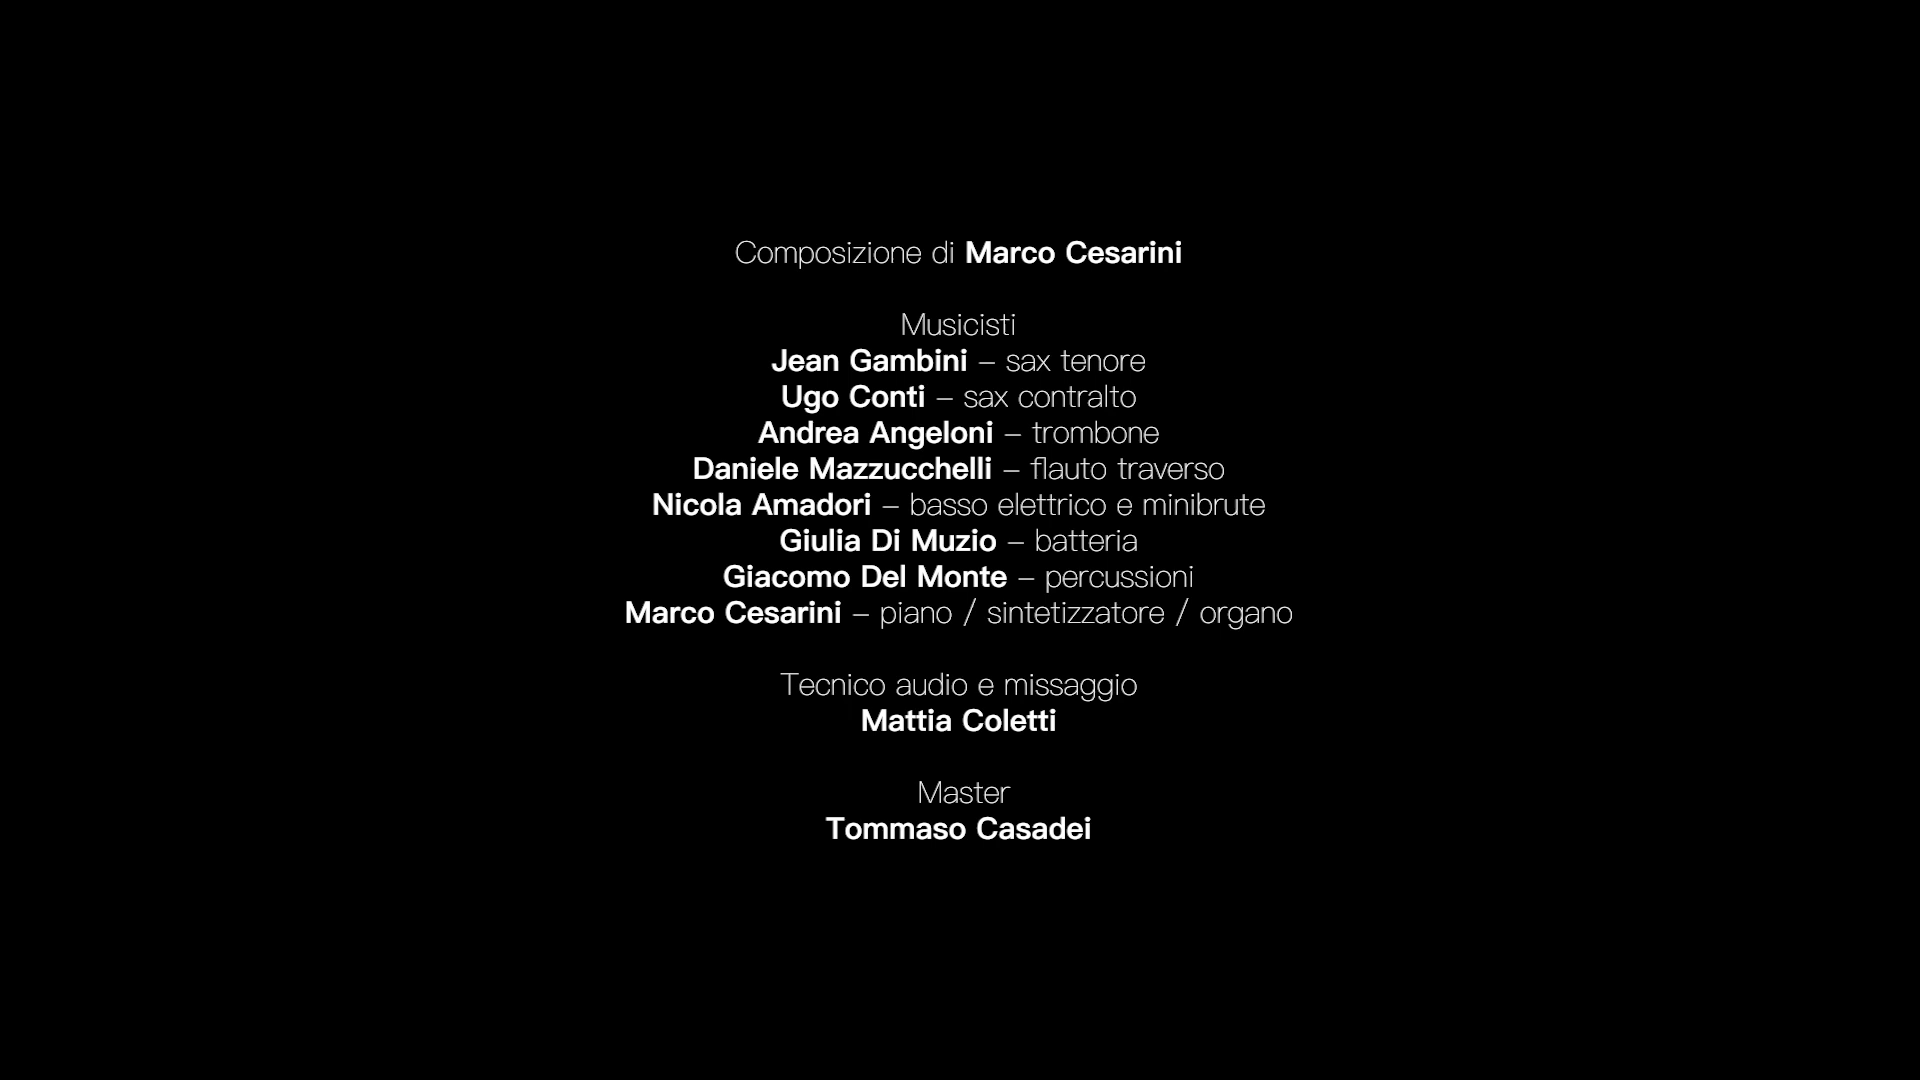 Composizione di Marco Cesarini
Musicisti
Jean Gambini – sax tenore
Ugo Conti – sax contralto
Andrea Angeloni – trombone
Daniele Mazzucchelli – flauto traverso
Nicola Amadori – basso elettrico e minibrute
Giulia Di Muzio – batteria
Giacomo Del Monte – percussioni
Marco Cesarini – piano / sintetizzatore / organo
Tecnico audio e missaggio
Mattia Coletti
Master
Tommaso Casadei